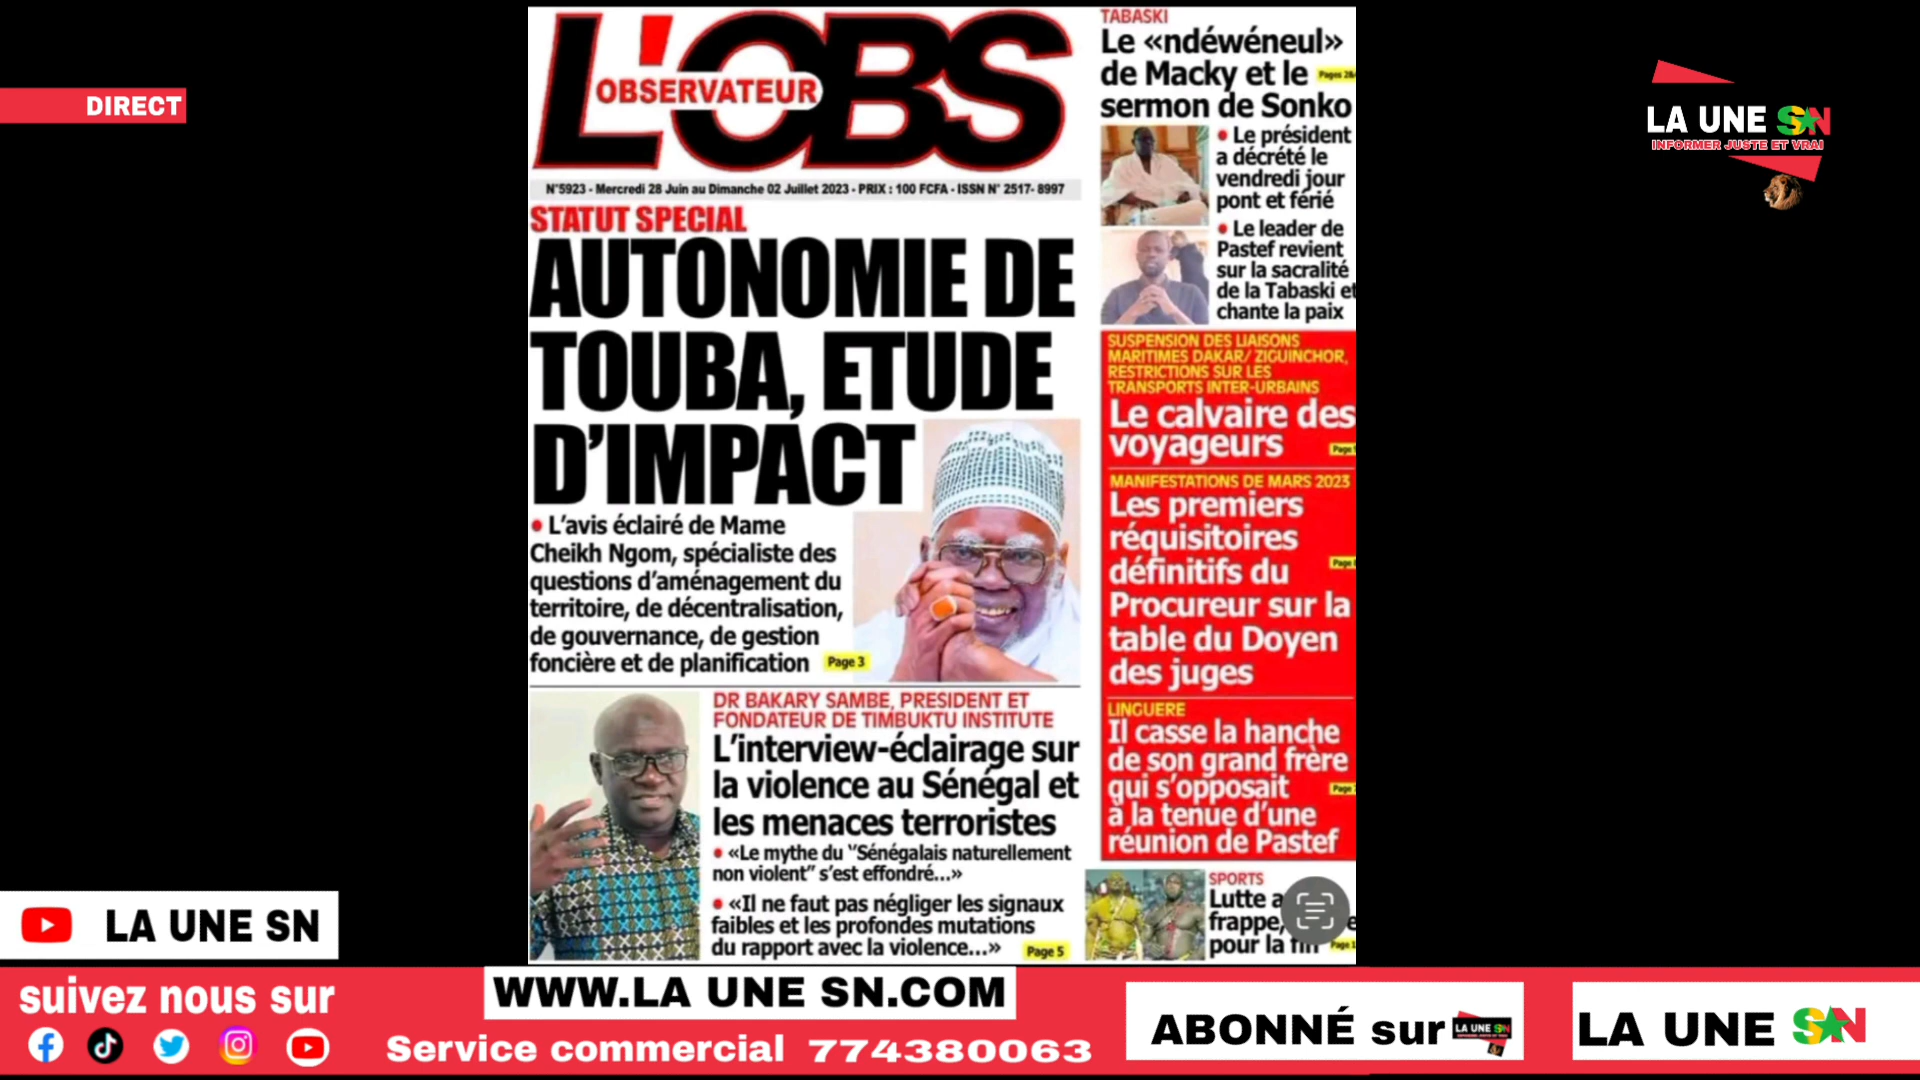 DIRECT
LA UNE SN
INFORMER JUSTE ET VRAI
L'OBS
OBSERVATEUR
N°5923 - Mercredi 28 Juin au Dimanche 02 Juillet 2023 - PRIX : 100 FCFA - ISSN N° 2517- 8997
STATUT SPECIAL
AUTONOMIE DE
TOUBA, ETUDE
D'IMPACT
• L'avis éclairé de Mame
Cheikh Ngom, spécialiste des
questions d'aménagement du
territoire, de décentralisation,
de gouvernance, de gestion
foncière et de planification Page 3
DR BAKARY SAMBE, PRESIDENT ET
FONDATEUR DE TIMBUKTU INSTITUTE
L'interview-éclairage sur
la violence au Sénégal et
les menaces terroristes
• «Le mythe du "Sénégalais naturellement
non violent" s'est effondré...»
• «Il ne faut pas négliger les signaux
faibles et les profondes mutations
du rapport avec la violence...» Page 5
TABASKI
Le «ndéwéneul»
de Macky et le
sermon de Sonko
• Le président
a décrété le
vendredi jour
pont et férié
• Le leader de
Pastef revient
sur la sacralité
de la Tabaski et
chante la paix
SUSPENSION DES LIAISONS
MARITIMES DAKAR/ ZIGUINCHOR,
RESTRICTIONS SUR LES
TRANSPORTS INTER-URBAINS
Le calvaire des
voyageurs Page
MANIFESTATIONS DE MARS 2023
Les premiers
réquisitoires
définitifs du Page
Procureur sur la
table du Doyen
des juges
LINGUERE
Il casse la hanche
de son grand frère
qui s'opposait Page
à la tenue d'une
réunion de Pastef
SPORTS
Lutte
frappe,
pour la fin Page
LA UNE SN
suivez nous sur
WWW.LA UNE SN.COM
Service commercial 774380063
ABONNÉ sur LA UNE SN
LA UNE SN